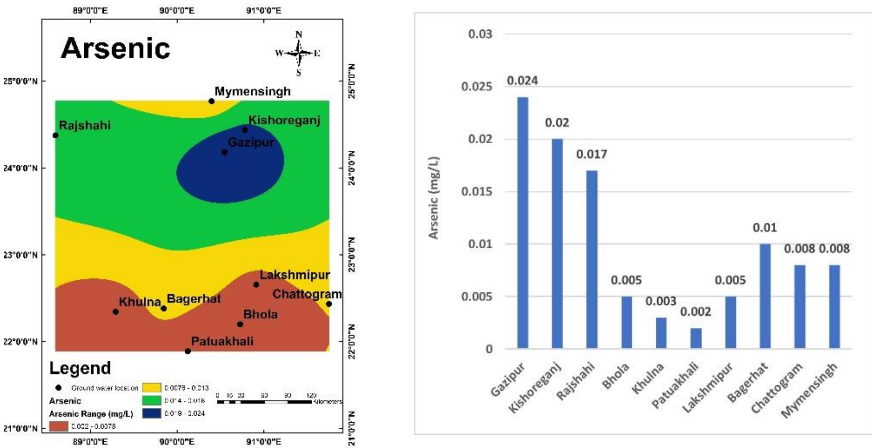 89°0'0"E 90°0'0"E 91°0'0"E
Arsenic
N
W E
S
25°0'0"N
24°0'0"N
23°0'0"N
22°0'0"N
21°0'0"N
25°0'0"N
24°0'0"N
23°0'0"N
22°0'0"N
21°0'0"N
Mymensingh
Rajshahi
Kishoreganj
Gazipur
Lakshmipur
Khulna
Bagerhat
Chattogram
Bhola
Patuakhali
Legend
Ground water location
Arsenic
Arsenic Range (mg/L)
0.002 - 0.0075
0.0076 - 0.013
0.014 - 0.018
0.019 - 0.024
Kilometers
89°0'0"E 90°0'0"E 91°0'0"E
Arsenic (mg/L)
0.03
0.025
0.02
0.015
0.01
0.005
0
0.024
0.02
0.017
0.005
0.003
0.002
0.005
0.01
0.008
0.008
Gazipur
Kishoreganj
Rajshahi
Bhola
Khulna
Patuakhali
Lakshmipur
Bagerhat
Chattogram
Mymensingh